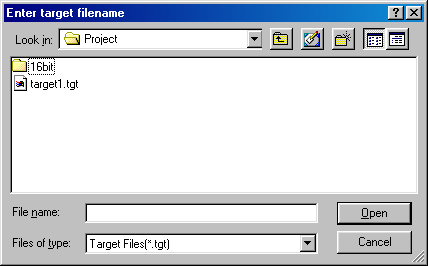 Enter target filename
Look in: Project
16bit
target1.tgt
File name: Open
Files of type: Target Files(*.tgt) Cancel